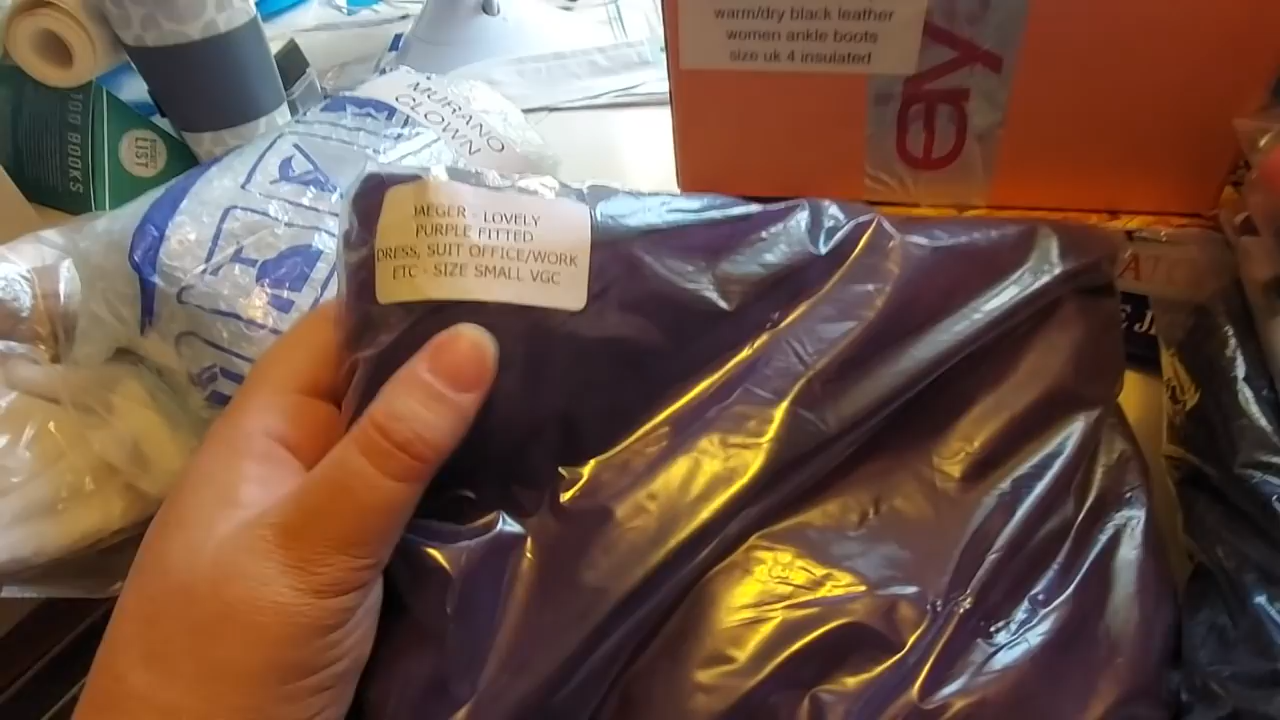 warm/dry black leather
women ankle boots
size uk 4 insulated
MURANO
CLOWN
100 BOOKS
BUCKET
LIST
JAEGER - LOVELY
PURPLE FITTED
DRESS, SUIT OFFICE/WORK
ETC - SIZE SMALL VGC